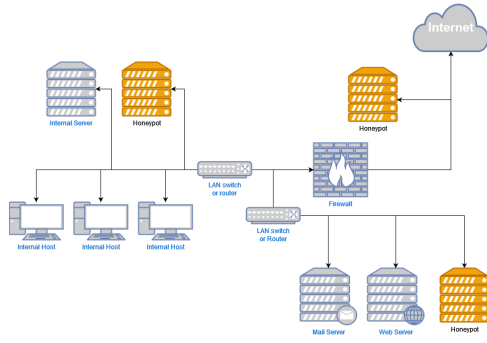 Internet
Internal Server
Honeypot
Honeypot
LAN switch
or router
Firewall
LAN switch
or Router
Internal Host
Internal Host
Internal Host
Mail Server
Web Server
Honeypot